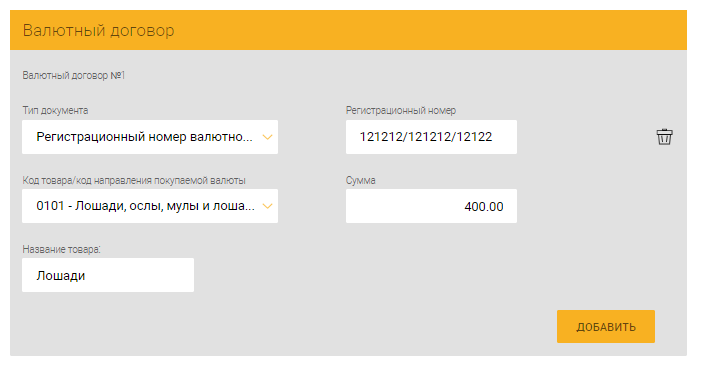 Валютный договор
Валютный договор №1
Тип документа
Регистрационный номер
Регистрационный номер валютно...
121212/121212/12122
Код товара/код направления покупаемой валюты
Сумма
0101 - Лошади, ослы, мулы и лоша...
400.00
Название товара:
Лошади
ДОБАВИТЬ